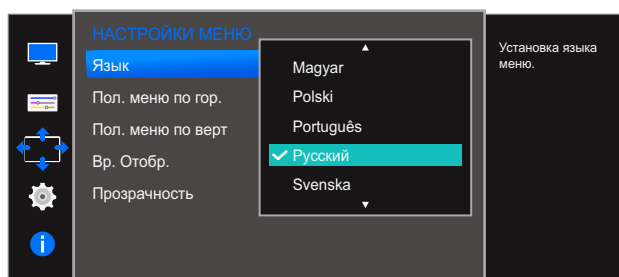 НАСТРОЙКИ МЕНЮ
Язык
Пол. меню по гор.
Пол. меню по верт
Вр. Отобр.
Прозрачность
Magyar
Polski
Português
Русский
Svenska
Установка языка
меню.